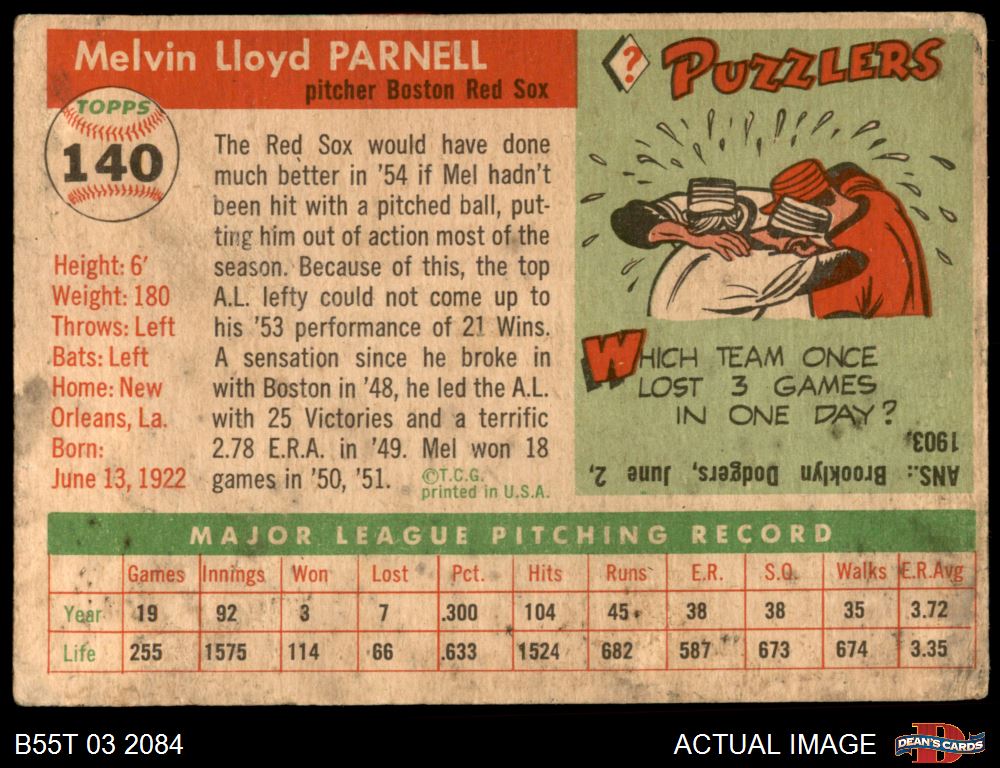 Melvin Lloyd PARNELL
pitcher Boston Red Sox
TOPPS
140
Height: 6'
Weight: 180
Throws: Left
Bats: Left
Home: New
Orleans, La.
Born:
June 13, 1922
The Red Sox would have done
much better in '54 if Mel hadn't
been hit with a pitched ball, put-
ting him out of action most of the
season. Because of this, the top
A.L. lefty could not come up to
his '53 performance of 21 Wins.
A sensation since he broke in
with Boston in '48, he led the A.L.
with 25 Victories and a terrific
2.78 E.R.A. in '49. Mel won 18
games in '50, '51.
©T.C.G.
printed in U.S.A.
? PUZZLERS
WHICH TEAM ONCE
LOST 3 GAMES
IN ONE DAY?
ANS.: Brooklyn Dodgers, June 2,
1903.
MAJOR LEAGUE PITCHING RECORD
Games Innings Won Lost Pct. Hits Runs E.R. S.O. Walks E.R.Avg
Year 19 92 3 7 .300 104 45 38 38 35 3.72
Life 255 1575 114 66 .633 1524 682 587 673 674 3.35
B55T 03 2084
ACTUAL IMAGE
D
DEAN'S CARDS